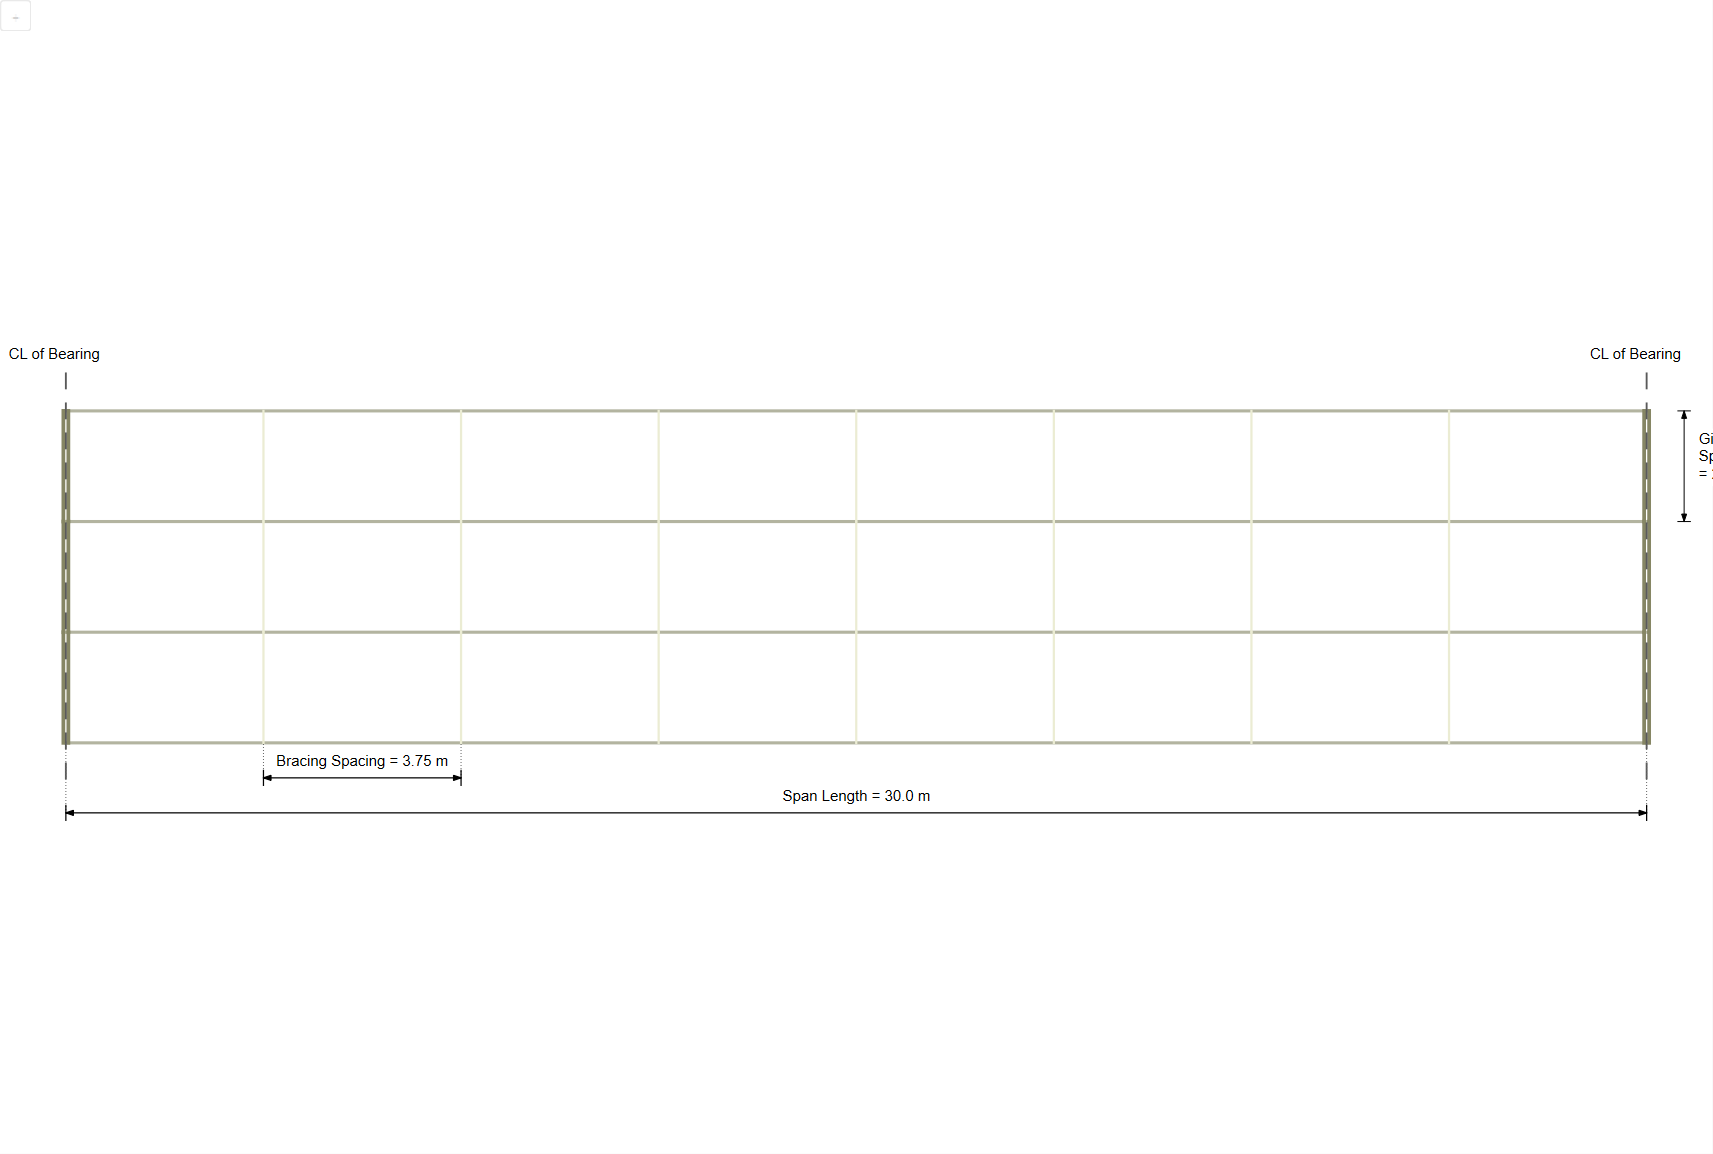 CL of Bearing
CL of Bearing
=
Bracing Spacing = 3.75 m
Span Length = 30.0 m